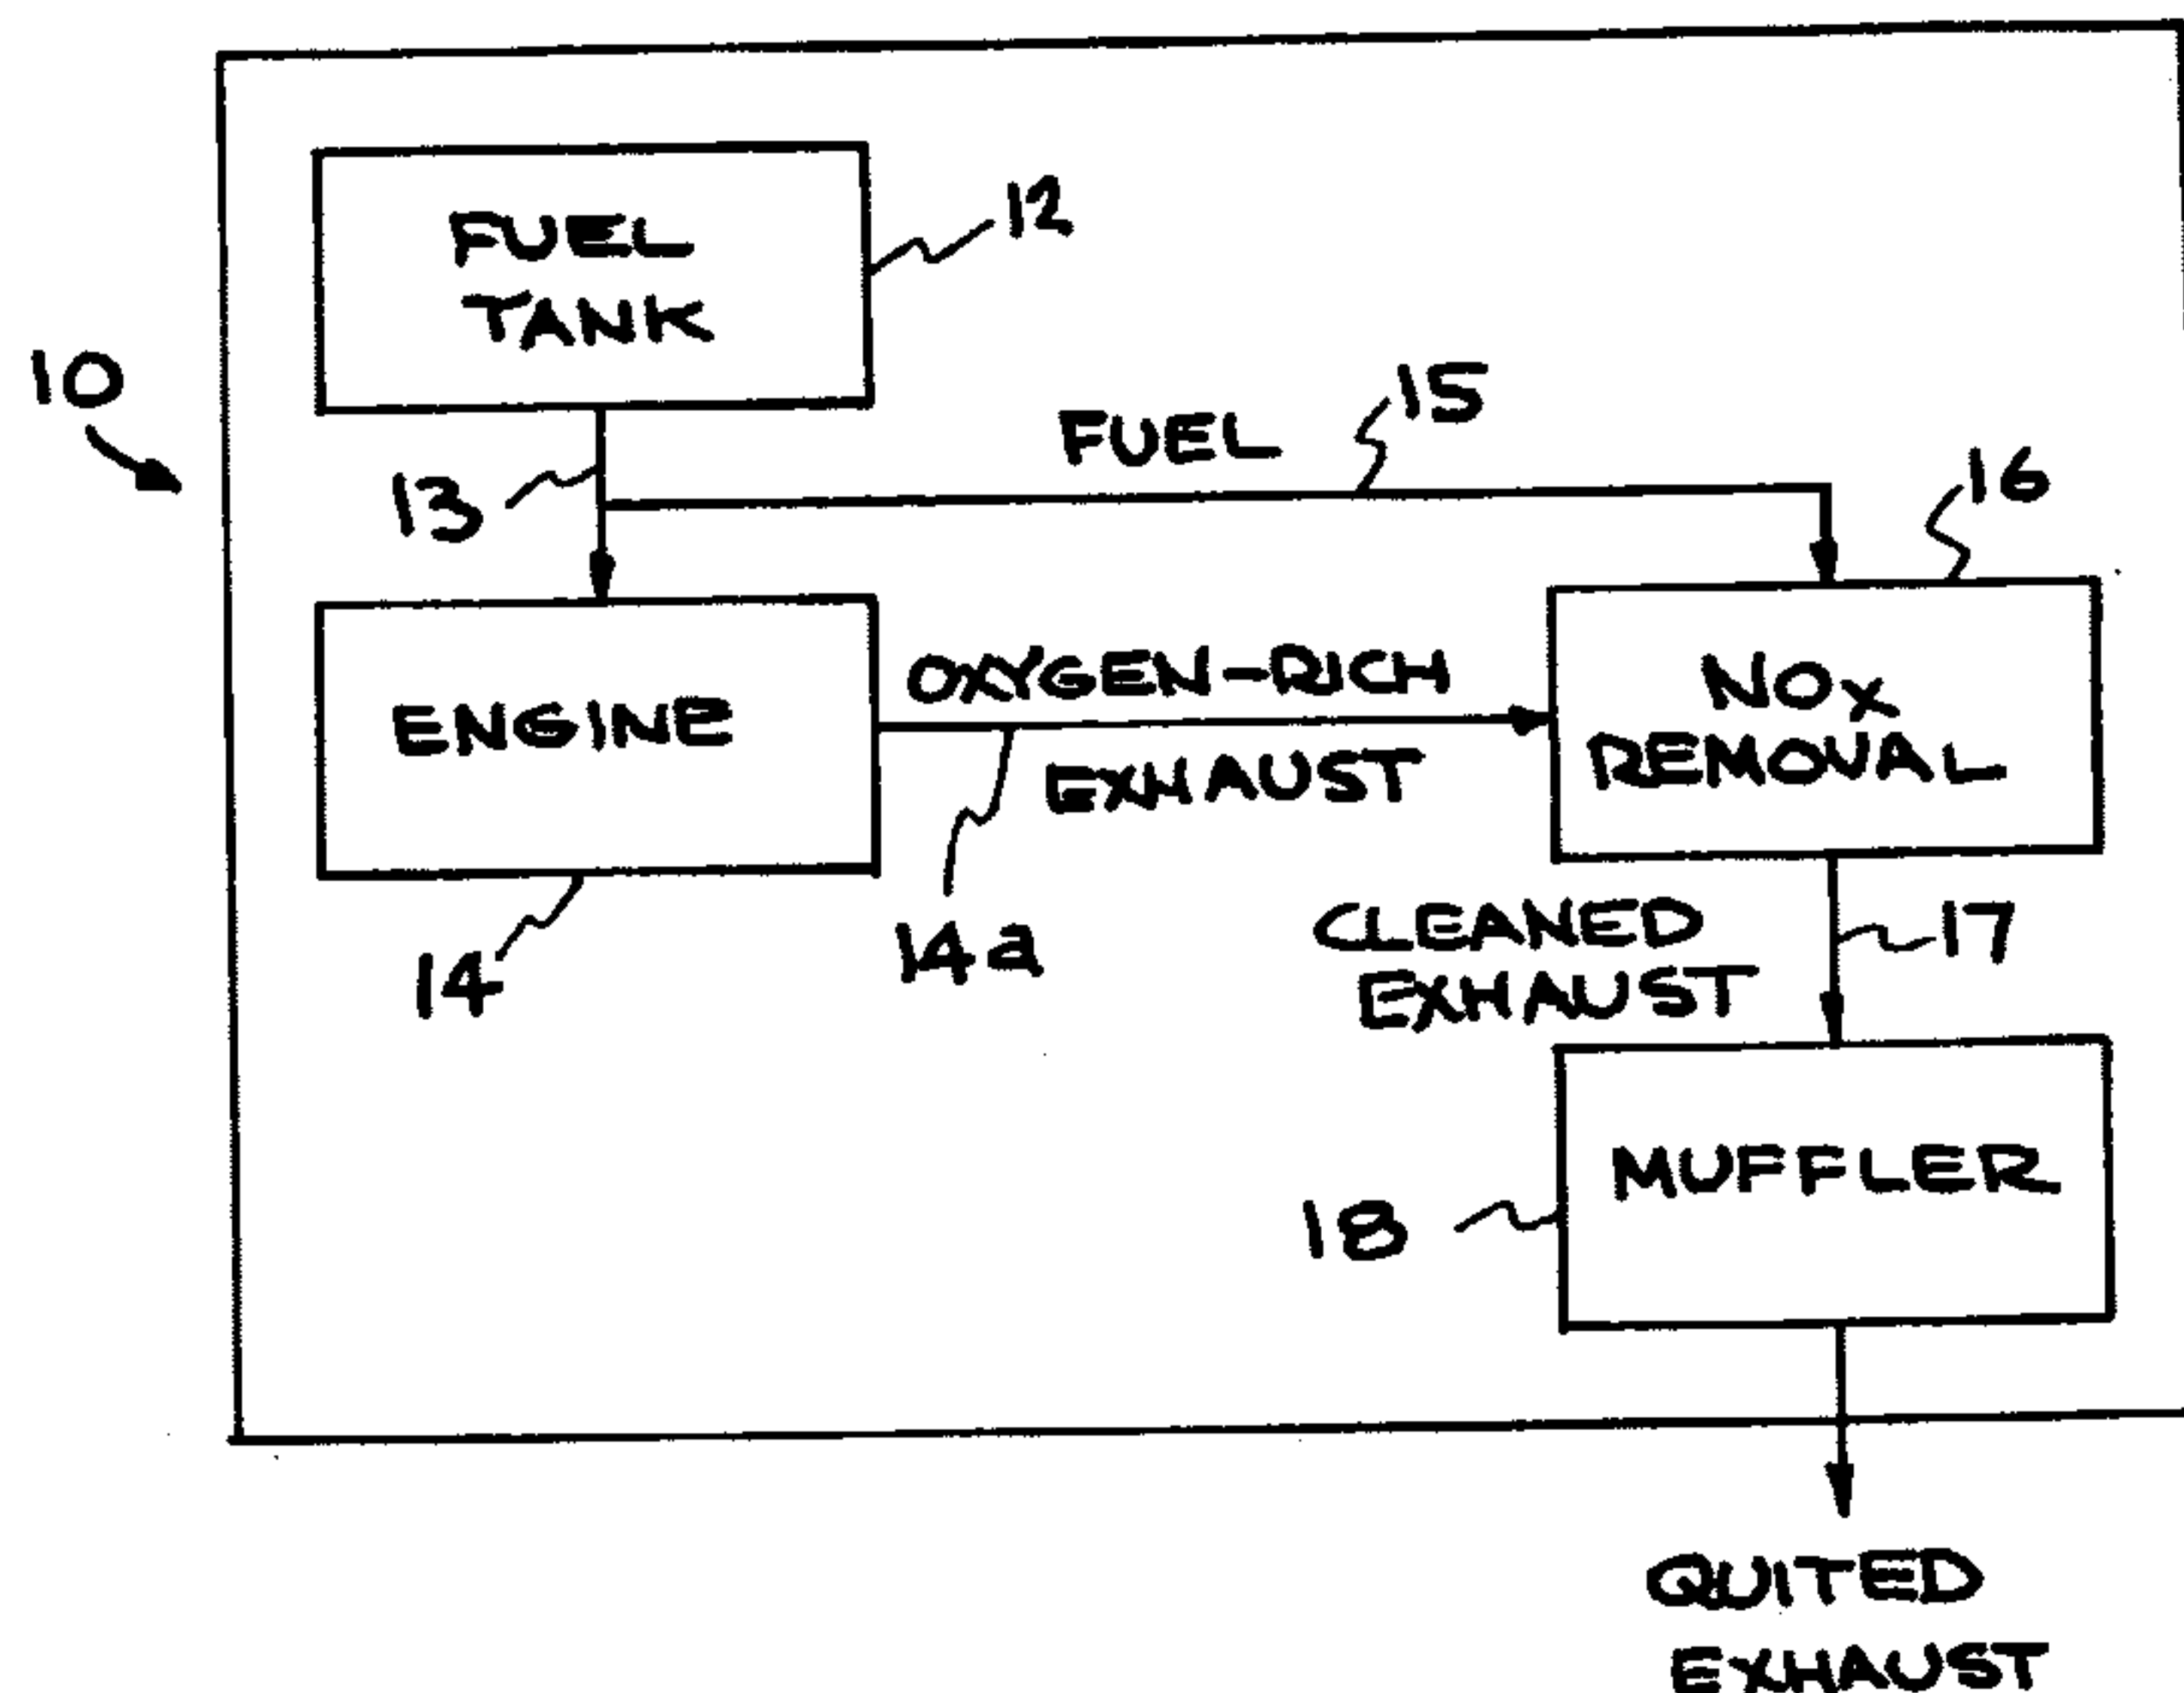 FUEL
TANK
12
10
FUEL
15
13
16
ENGINE
OXYGEN-RICH
EXHAUST
NOx
REMOVAL
14
14a
CLEANED
EXHAUST
17
MUFFLER
18
QUITED
EXHAUST